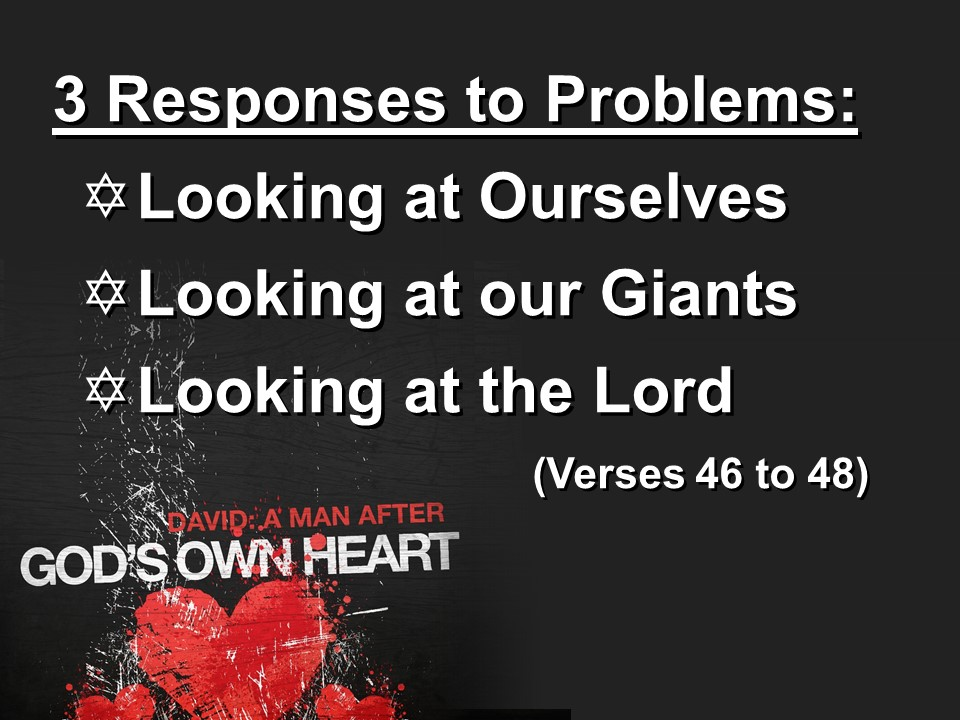 3 Responses to Problems:
✡ Looking at Ourselves
✡ Looking at our Giants
✡ Looking at the Lord
(Verses 46 to 48)
DAVID: A MAN AFTER
GOD'S OWN HEART